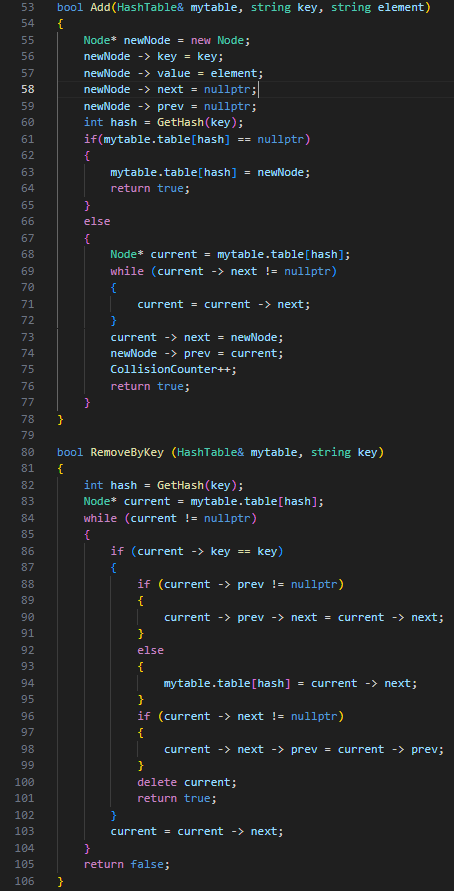 53 bool Add(HashTable& mytable, string key, string element)
54 {
55     Node* newNode = new Node;
56     newNode -> key = key;
57     newNode -> value = element;
58     newNode -> next = nullptr;
59     newNode -> prev = nullptr;
60     int hash = GetHash(key);
61     if(mytable.table[hash] == nullptr)
62     {
63         mytable.table[hash] = newNode;
64         return true;
65     }
66     else
67     {
68         Node* current = mytable.table[hash];
69         while (current -> next != nullptr)
70         {
71             current = current -> next;
72         }
73         current -> next = newNode;
74         newNode -> prev = current;
75         CollisionCounter++;
76         return true;
77     }
78 }
79
80 bool RemoveByKey (HashTable& mytable, string key)
81 {
82     int hash = GetHash(key);
83     Node* current = mytable.table[hash];
84     while (current != nullptr)
85     {
86         if (current -> key == key)
87         {
88             if (current -> prev != nullptr)
89             {
90                 current -> prev -> next = current -> next;
91             }
92             else
93             {
94                 mytable.table[hash] = current -> next;
95             }
96             if (current -> next != nullptr)
97             {
98                 current -> next -> prev = current -> prev;
99             }
100             delete current;
101             return true;
102         }
103         current = current -> next;
104     }
105     return false;
106 }